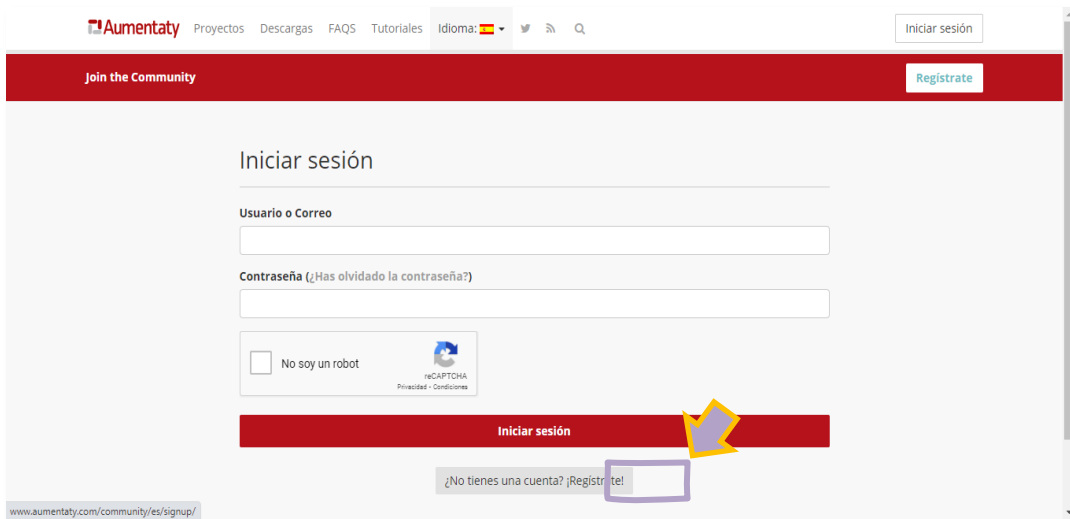 Aumentaty Proyectos Descargas FAQS Tutoriales Idioma: Iniciar sesión
Join the Community Regístrate
Iniciar sesión
Usuario o Correo
Contraseña (¿Has olvidado la contraseña?)
No soy un robot
reCAPTCHA
Privacidad - Condiciones
Iniciar sesión
¿No tienes una cuenta? ¡Regístrate!
www.aumentaty.com/community/es/signup/